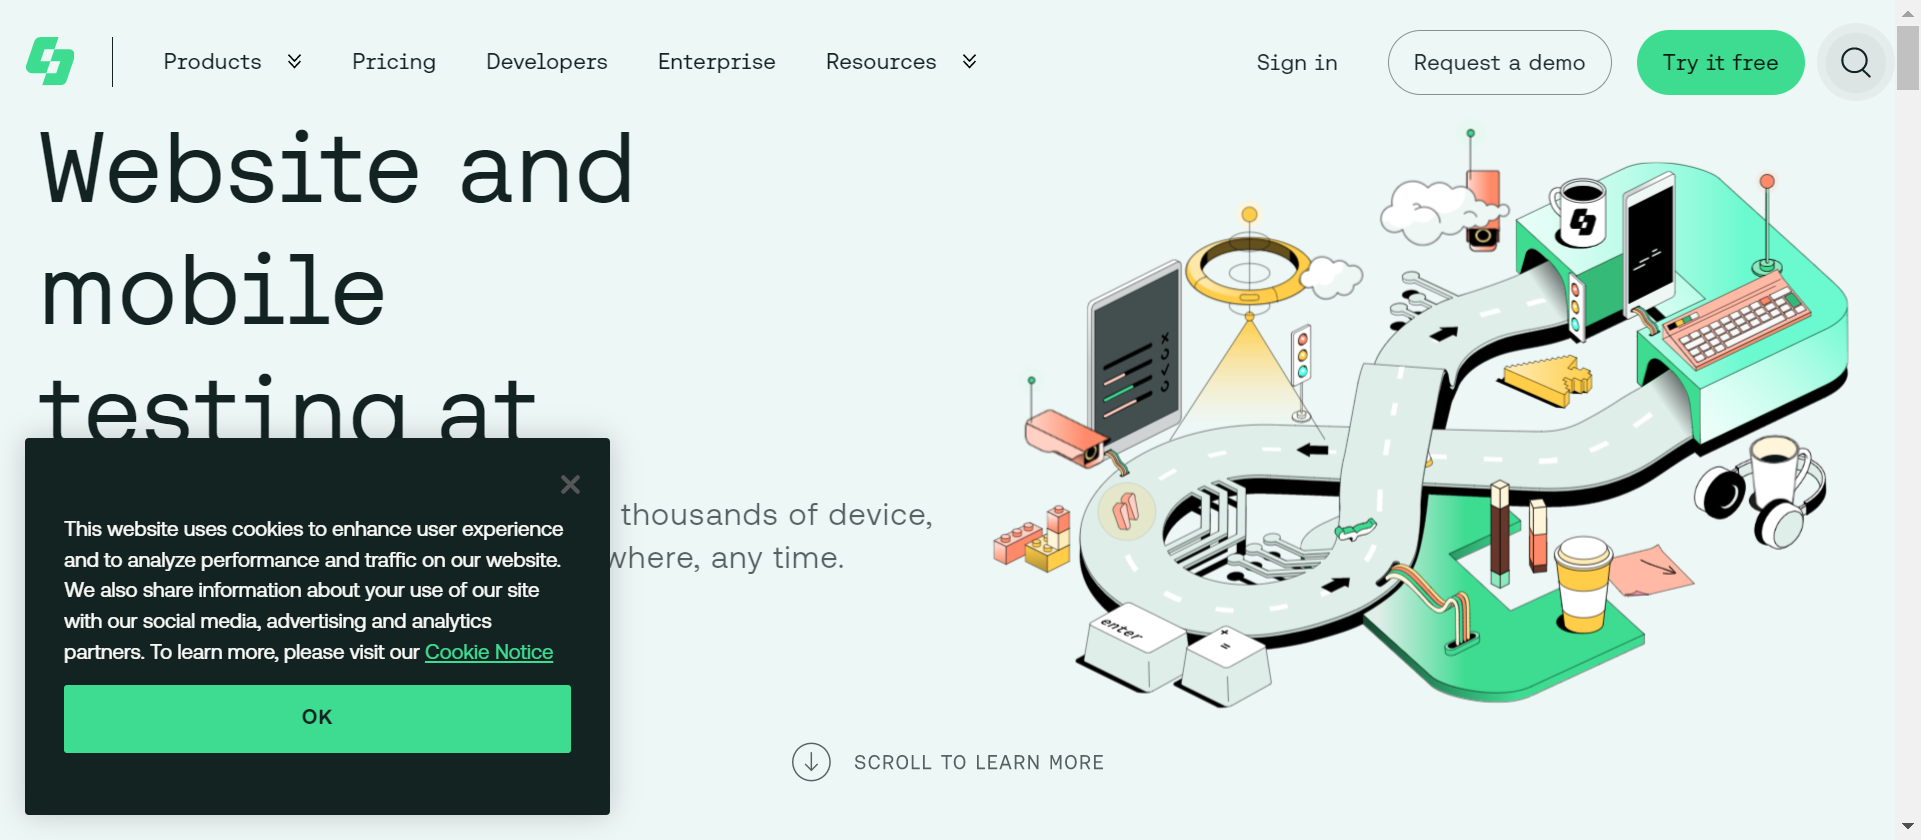 Products Pricing Developers Enterprise Resources Sign in Request a demo Try it free
Website and
mobile
testing at
thousands of device,
where, any time.
This website uses cookies to enhance user experience
and to analyze performance and traffic on our website.
We also share information about your use of our site
with our social media, advertising and analytics
partners. To learn more, please visit our Cookie Notice
OK
enter
+
=
SCROLL TO LEARN MORE